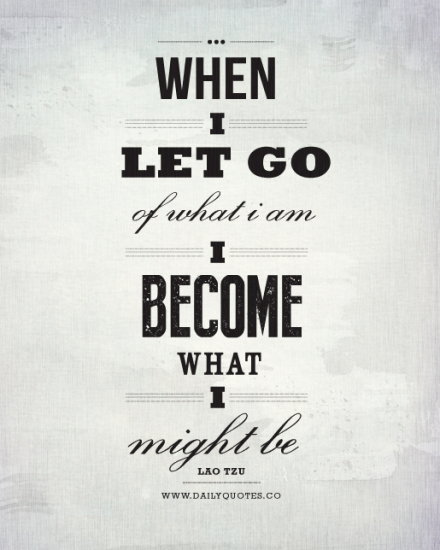 WHEN
I
LET GO
of what i am
I
BECOME
WHAT
I
might be
LAO TZU
WWW.DAILYQUOTES.CO